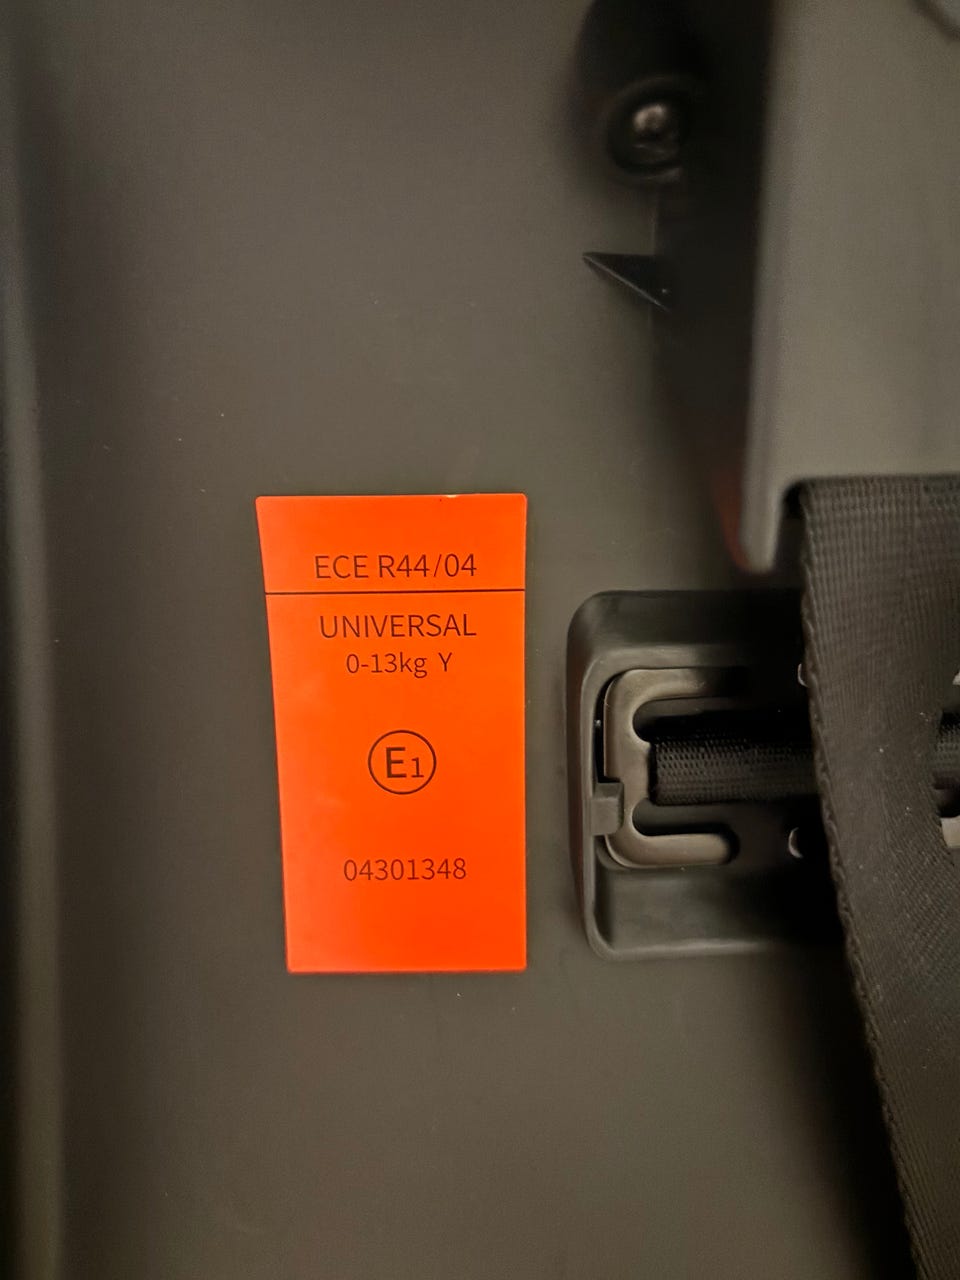 ECE R44/04
UNIVERSAL
0-13kg Y
E1
04301348